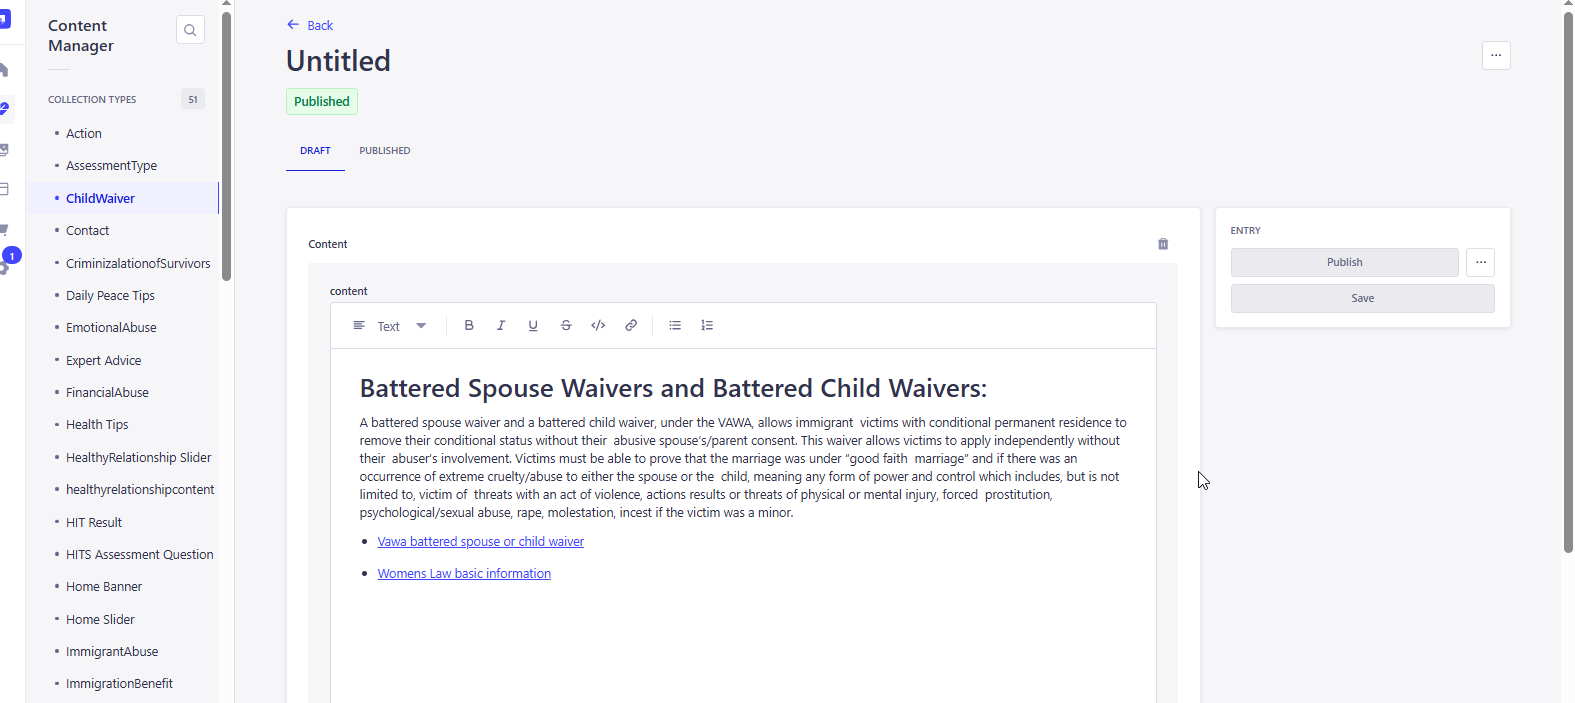 Content
Manager
COLLECTION TYPES 51
Action
AssessmentType
ChildWaiver
Contact
CriminizalationofSurvivors
Daily Peace Tips
EmotionalAbuse
Expert Advice
FinancialAbuse
Health Tips
HealthyRelationship Slider
healthyrelationshipcontent
HIT Result
HITS Assessment Question
Home Banner
Home Slider
ImmigrantAbuse
ImmigrationBenefit
1
Back
Untitled
Published
DRAFT PUBLISHED
Content
content
Text B I U S </>
Battered Spouse Waivers and Battered Child Waivers:
A battered spouse waiver and a battered child waiver, under the VAWA, allows immigrant  victims with conditional permanent residence to
remove their conditional status without their  abusive spouse's/parent consent. This waiver allows victims to apply independently without
their  abuser's involvement. Victims must be able to prove that the marriage was under “good faith  marriage” and if there was an
occurrence of extreme cruelty/abuse to either the spouse or the  child, meaning any form of power and control which includes, but is not
limited to, victim of  threats with an act of violence, actions results or threats of physical or mental injury, forced  prostitution,
psychological/sexual abuse, rape, molestation, incest if the victim was a minor.
Vawa battered spouse or child waiver
Womens Law basic information
ENTRY
Publish
Save